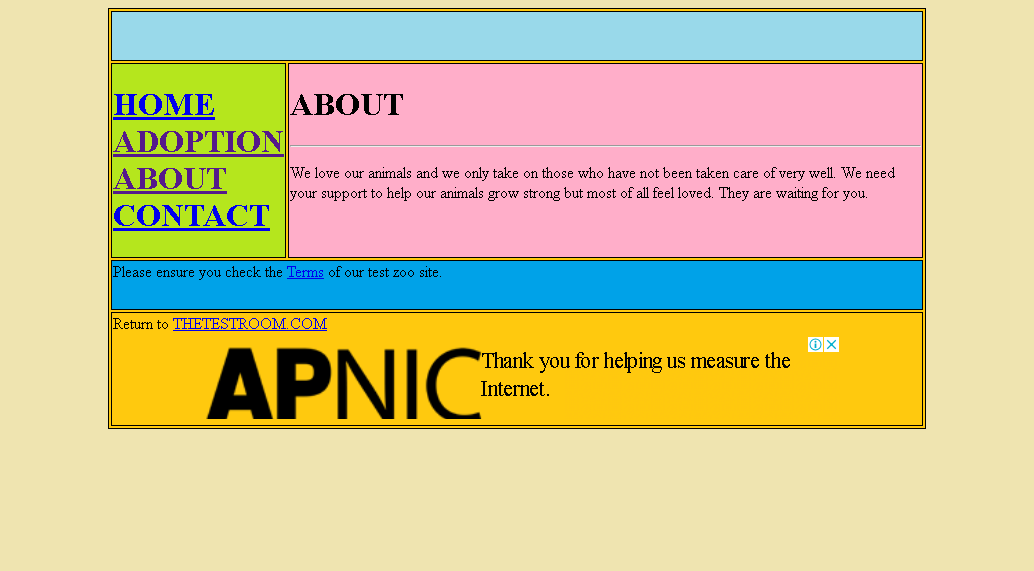 HOME
ADOPTION
ABOUT
CONTACT
ABOUT
We love our animals and we only take on those who have not been taken care of very well. We need
your support to help our animals grow strong but most of all feel loved. They are waiting for you.
Please ensure you check the Terms of our test zoo site.
Return to THETESTROOM.COM
APNIC
Thank you for helping us measure the
Internet.